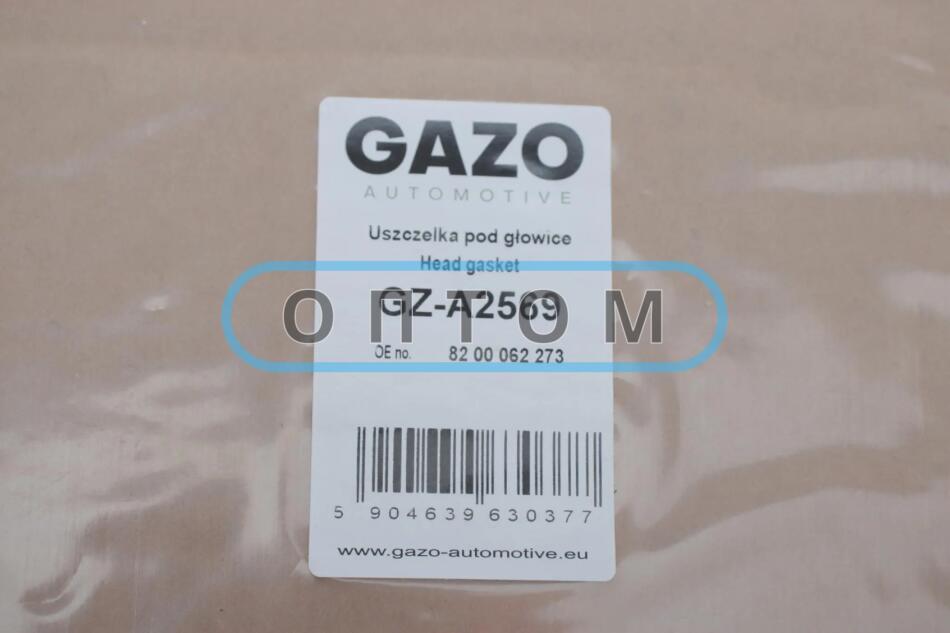 GAZO
AUTOMOTIVE
Uszczelka pod głowice
Head gasket
GZ-A2569
ОПТОМ
OE no. 82 00 062 273
5 904639 630377
www.gazo-automotive.eu